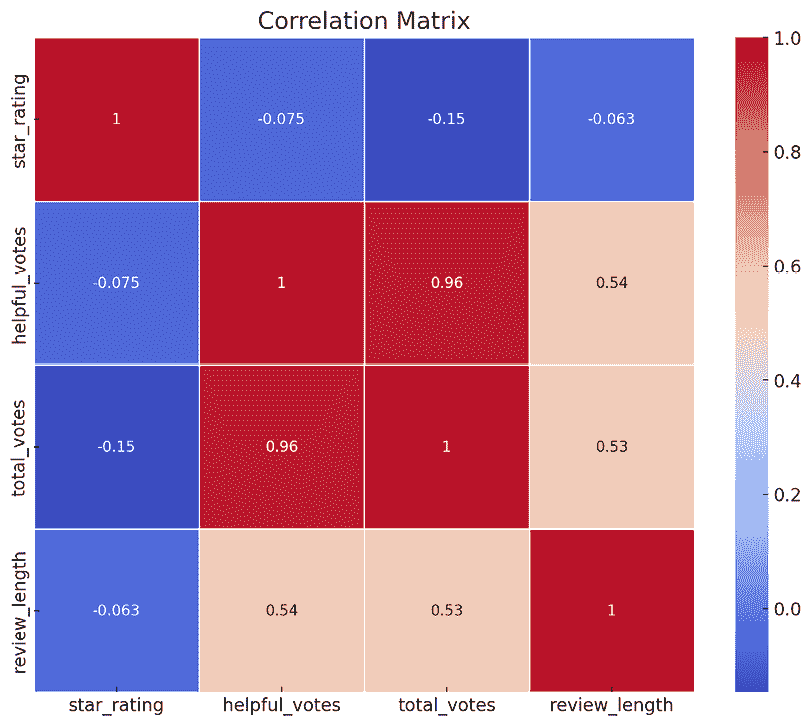 Correlation Matrix
star_rating 1 -0.075 -0.15 -0.063
helpful_votes -0.075 1 0.96 0.54
total_votes -0.15 0.96 1 0.53
review_length -0.063 0.54 0.53 1
star_rating helpful_votes total_votes review_length
1.0
0.8
0.6
0.4
0.2
0.0